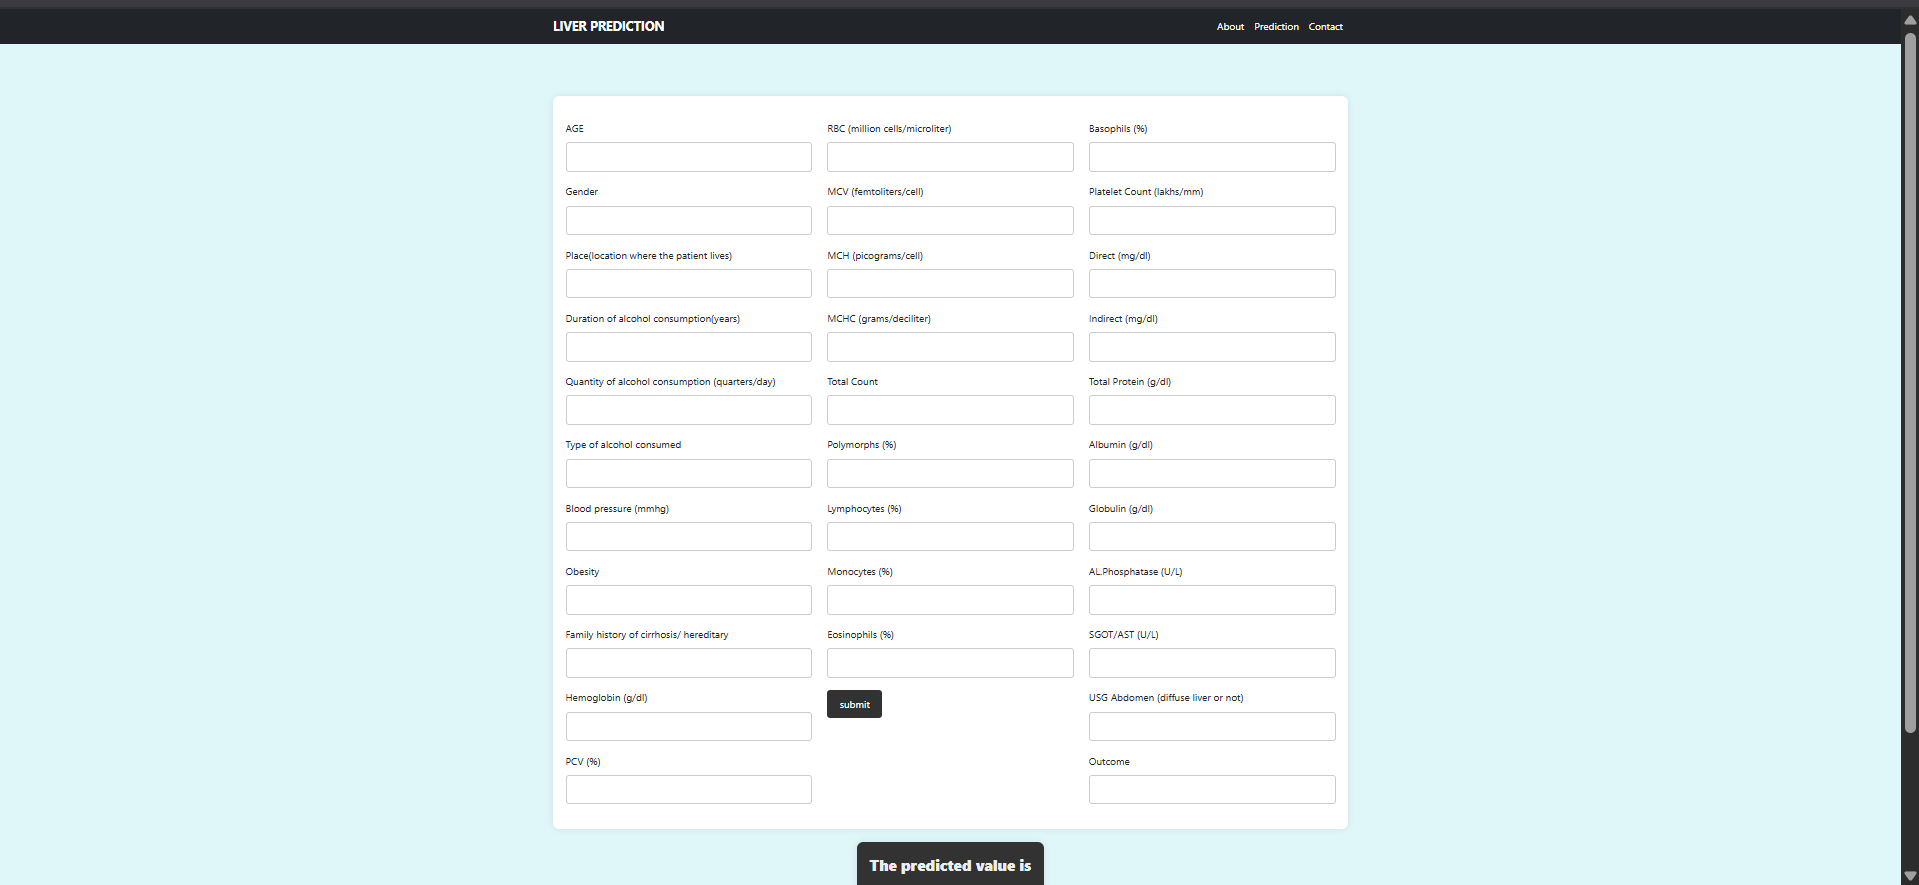 LIVER PREDICTION
About Prediction Contact
AGE
Gender
Place(location where the patient lives)
Duration of alcohol consumption(years)
Quantity of alcohol consumption (quarters/day)
Type of alcohol consumed
Blood pressure (mmhg)
Obesity
Family history of cirrhosis/ hereditary
Hemoglobin (g/dl)
PCV (%)
RBC (million cells/microliter)
MCV (femtoliters/cell)
MCH (picograms/cell)
MCHC (grams/deciliter)
Total Count
Polymorphs (%)
Lymphocytes (%)
Monocytes (%)
Eosinophils (%)
submit
Basophils (%)
Platelet Count (lakhs/mm)
Direct (mg/dl)
Indirect (mg/dl)
Total Protein (g/dl)
Albumin (g/dl)
Globulin (g/dl)
AL.Phosphatase (U/L)
SGOT/AST (U/L)
USG Abdomen (diffuse liver or not)
Outcome
The predicted value is